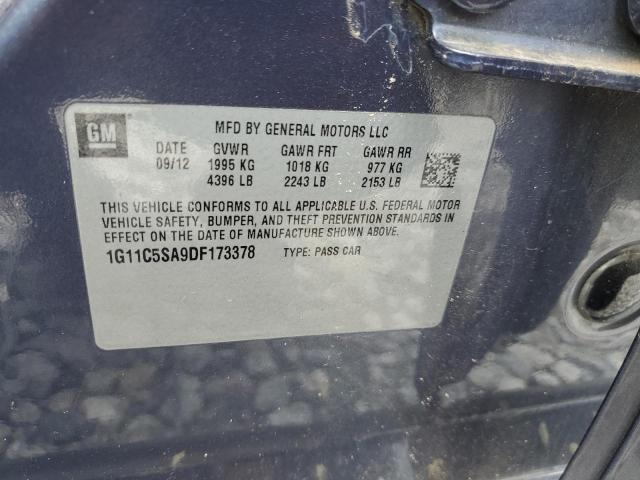 GM
MFD BY GENERAL MOTORS LLC
DATE GVWR GAWR FRT GAWR RR
09/12 1995 KG 1018 KG 977 KG
4396 LB 2243 LB 2153 LB
THIS VEHICLE CONFORMS TO ALL APPLICABLE U.S. FEDERAL MOTOR
VEHICLE SAFETY, BUMPER, AND THEFT PREVENTION STANDARDS IN
EFFECT ON THE DATE OF MANUFACTURE SHOWN ABOVE.
1G11C5SA9DF173378 TYPE: PASS CAR